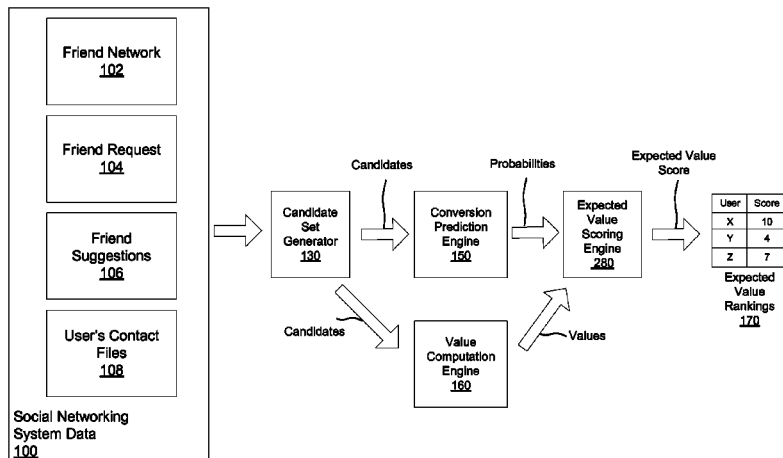 Friend Network
102
Friend Request
104
Friend
Suggestions
106
User's Contact
Files
108
Social Networking
System Data
100
Candidate
Set
Generator
130
Candidates
Candidates
Conversion
Prediction
Engine
150
Value
Computation
Engine
160
Probabilities
Values
Expected
Value
Scoring
Engine
280
Expected Value
Score
User Score
X 10
Y 4
Z 7
Expected
Value
Rankings
170